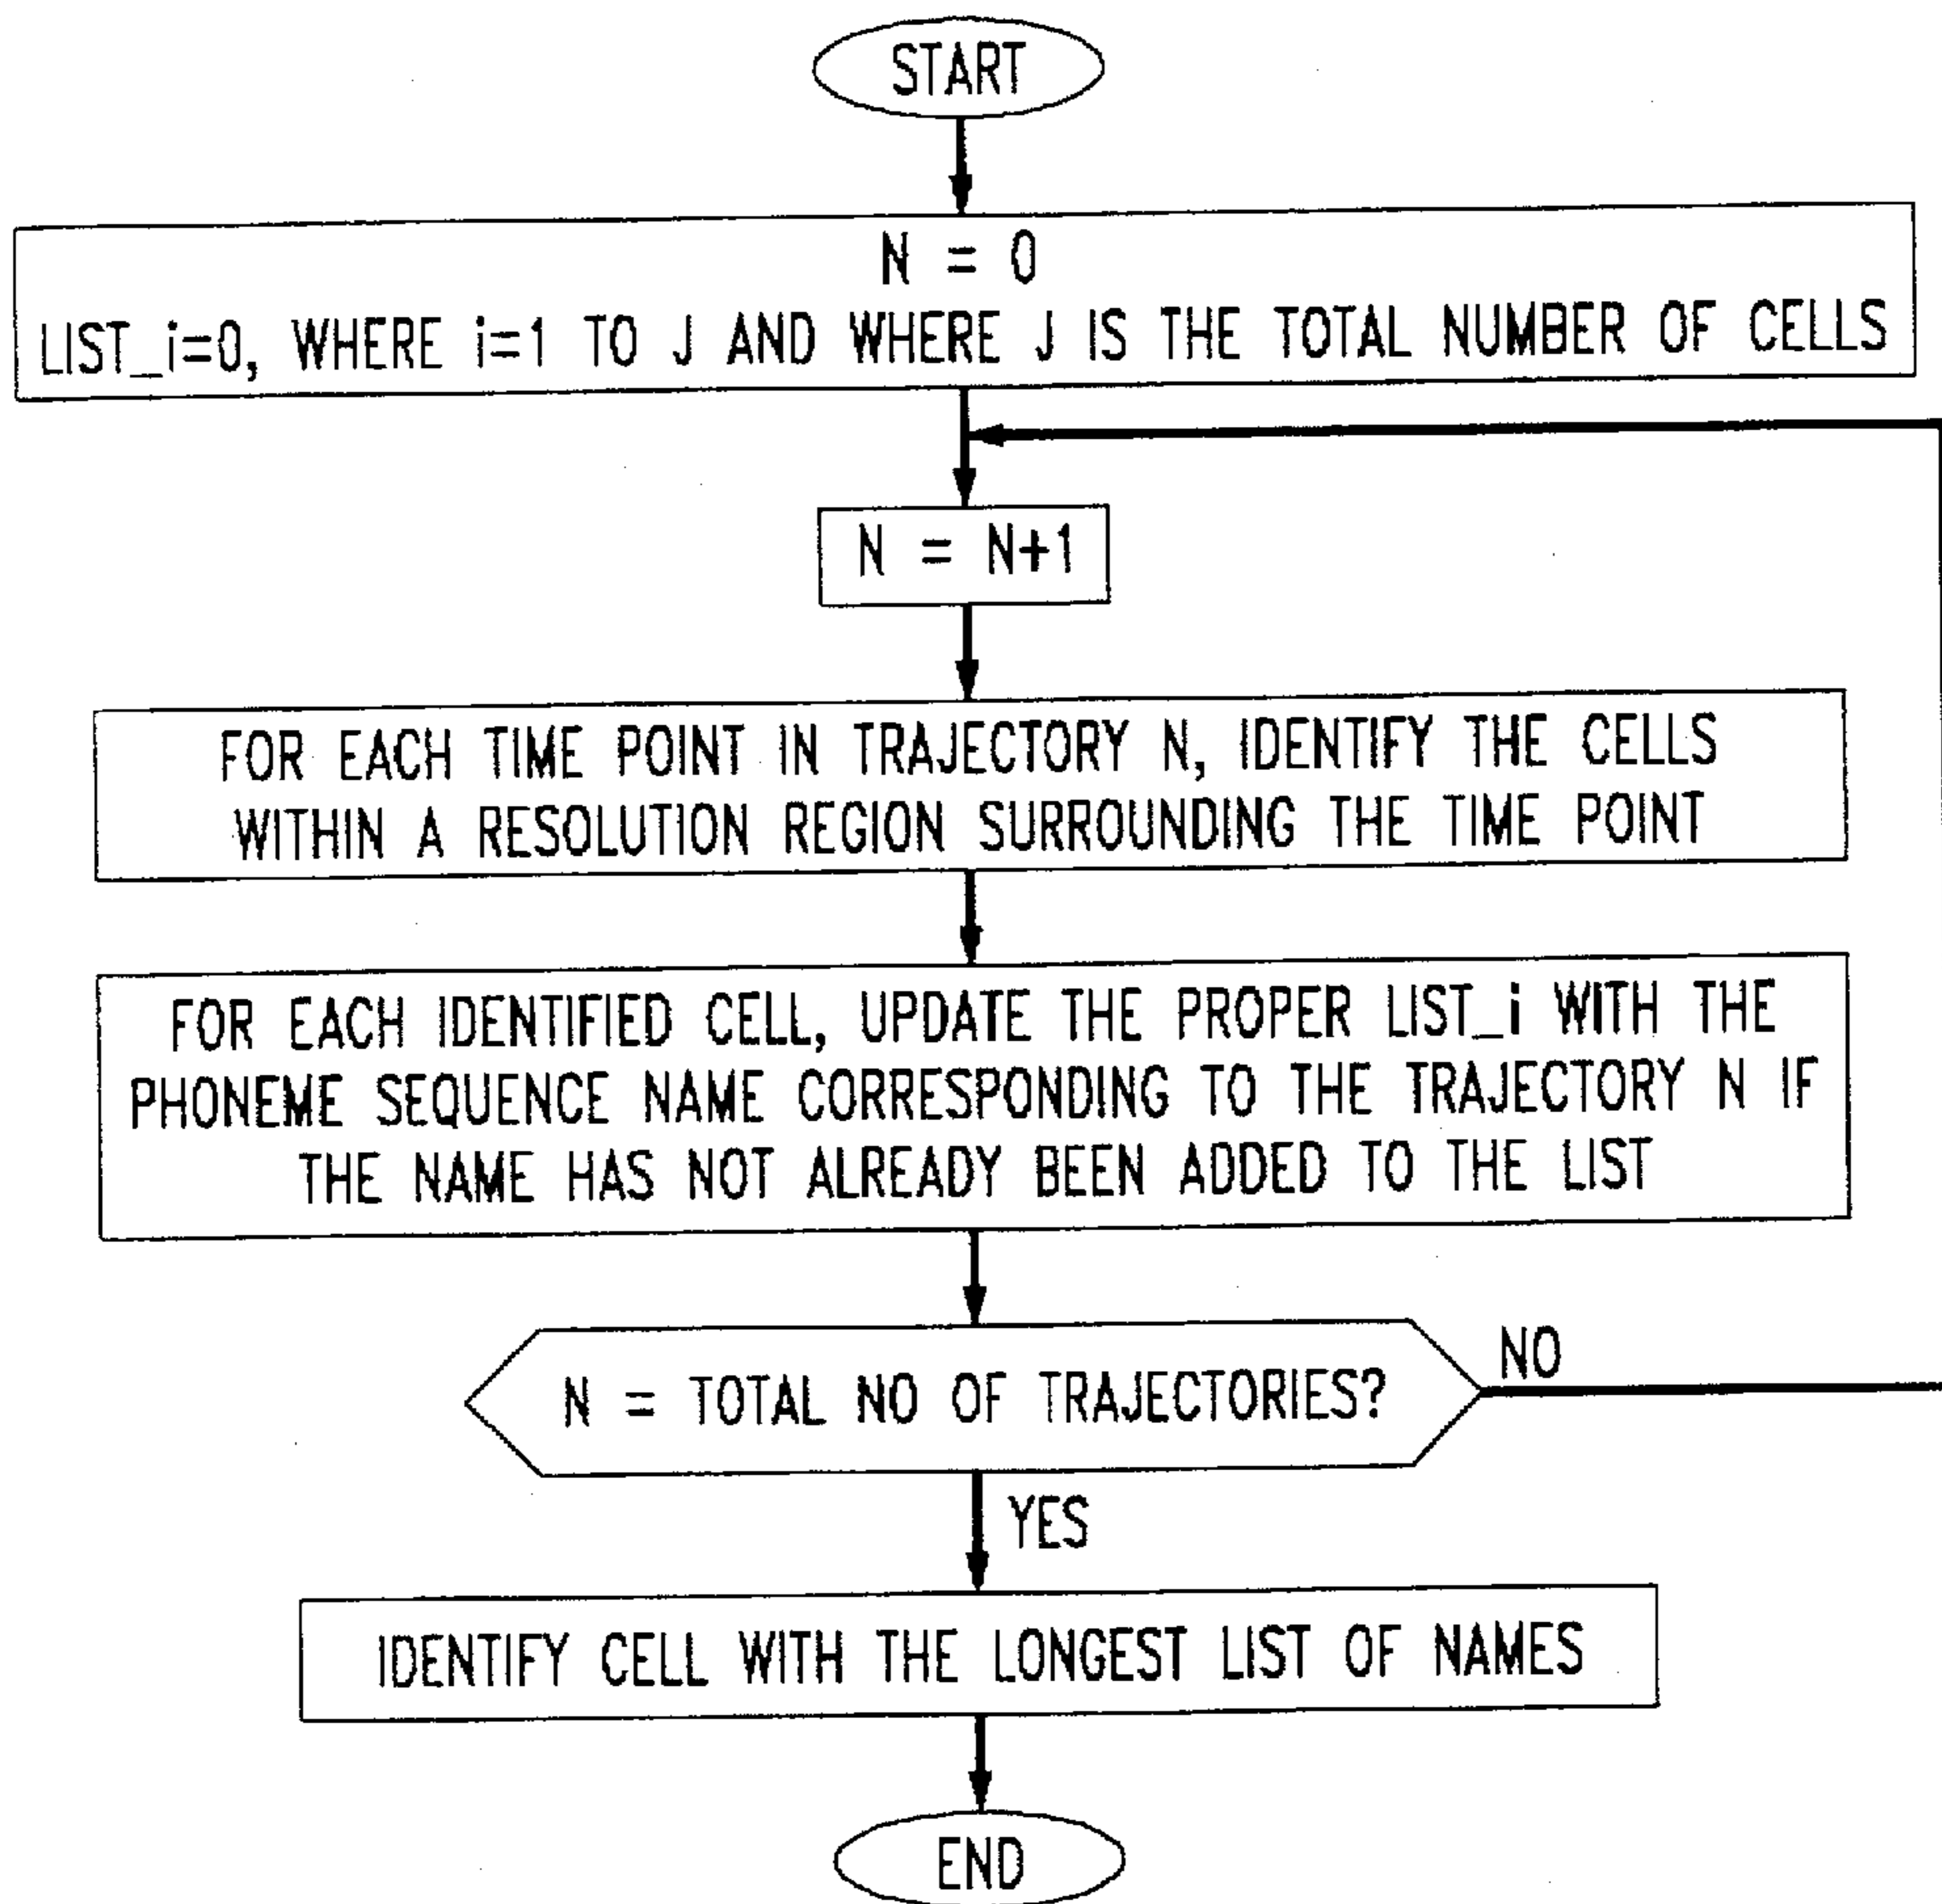 START
N = 0
LIST_i=0, WHERE i=1 TO J AND WHERE J IS THE TOTAL NUMBER OF CELLS
N = N+1
FOR EACH TIME POINT IN TRAJECTORY N, IDENTIFY THE CELLS
WITHIN A RESOLUTION REGION SURROUNDING THE TIME POINT
FOR EACH IDENTIFIED CELL, UPDATE THE PROPER LIST_i WITH THE
PHONEME SEQUENCE NAME CORRESPONDING TO THE TRAJECTORY N IF
THE NAME HAS NOT ALREADY BEEN ADDED TO THE LIST
N = TOTAL NO OF TRAJECTORIES?
NO
YES
IDENTIFY CELL WITH THE LONGEST LIST OF NAMES
END